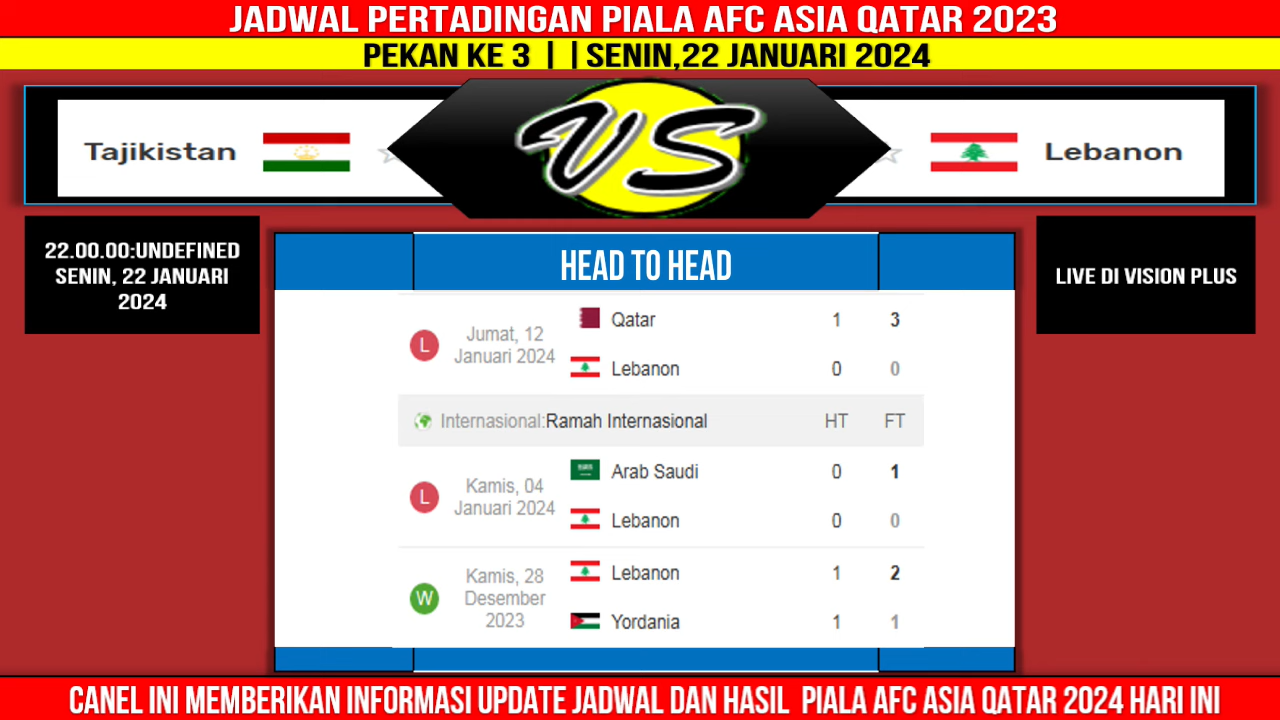 JADWAL PERTADINGAN PIALA AFC ASIA QATAR 2023
PEKAN KE 3 | | SENIN,22 JANUARI 2024
Tajikistan
VS
Lebanon
22.00.00:UNDEFINED
SENIN, 22 JANUARI
2024
HEAD TO HEAD
LIVE DI VISION PLUS
L Jumat, 12 Januari 2024 Qatar 1 3
Lebanon 0 0
Internasional:Ramah Internasional HT FT
L Kamis, 04 Januari 2024 Arab Saudi 0 1
Lebanon 0 0
W Kamis, 28 Desember 2023 Lebanon 1 2
Yordania 1 1
CANEL INI MEMBERIKAN INFORMASI UPDATE JADWAL DAN HASIL PIALA AFC ASIA QATAR 2024 HARI INI